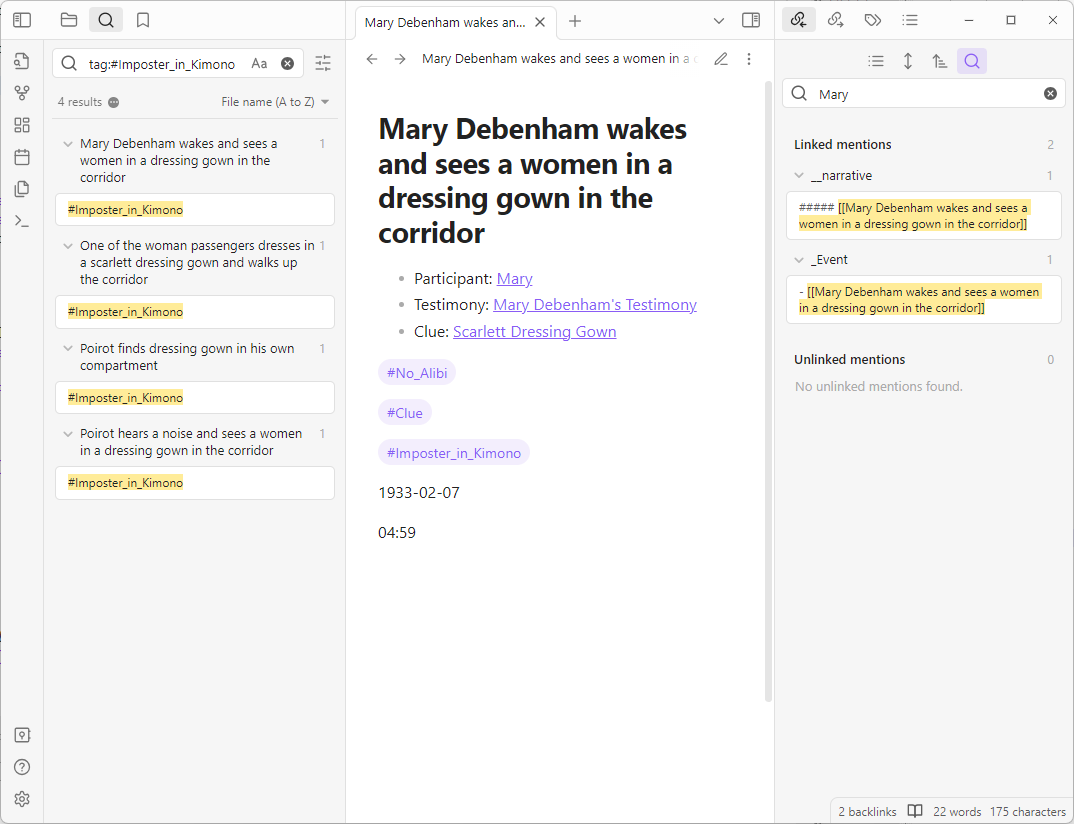 Mary Debenham wakes an...
tag:#Imposter_in_Kimono Aa
4 results
File name (A to Z)
Mary Debenham wakes and sees a 1
women in a dressing gown in the
corridor
#Imposter_in_Kimono
One of the woman passengers dresses in 1
a scarlett dressing gown and walks up
the corridor
#Imposter_in_Kimono
Poirot finds dressing gown in his own 1
compartment
#Imposter_in_Kimono
Poirot hears a noise and sees a women 1
in a dressing gown in the corridor
#Imposter_in_Kimono
Mary Debenham wakes and sees a women in a
Mary Debenham wakes
and sees a women in a
dressing gown in the
corridor
Participant: Mary
Testimony: Mary Debenham's Testimony
Clue: Scarlett Dressing Gown
#No_Alibi
#Clue
#Imposter_in_Kimono
1933-02-07
04:59
Mary
Linked mentions 2
__narrative 1
##### [[Mary Debenham wakes and sees a
women in a dressing gown in the corridor]]
_Event 1
- [[Mary Debenham wakes and sees a women
in a dressing gown in the corridor]]
Unlinked mentions 0
No unlinked mentions found.
2 backlinks 22 words 175 characters